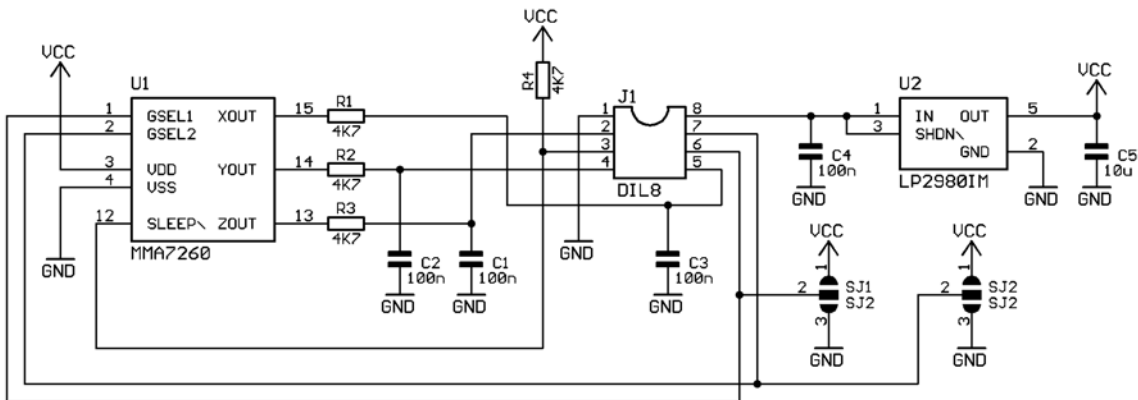 VCC
VCC
VCC
U1
R4
4K7
J1
U2
1 GSEL1 XOUT 15
R1
4K7
2 GSEL2
3 VDD YOUT 14
R2
4K7
4 VSS
12 SLEEP\ ZOUT 13
R3
4K7
MMA7260
GND
1 8
2 7
3 6
4 5
DIL8
1 IN OUT 5
3 SHDN\
GND 2
LP2980IM
C4
100n
GND
GND
C5
10u
GND
C2
100n
GND
C1
100n
GND
GND
C3
100n
GND
VCC
1
2 SJ1
SJ2
3
GND
VCC
1
2 SJ2
SJ2
3
GND